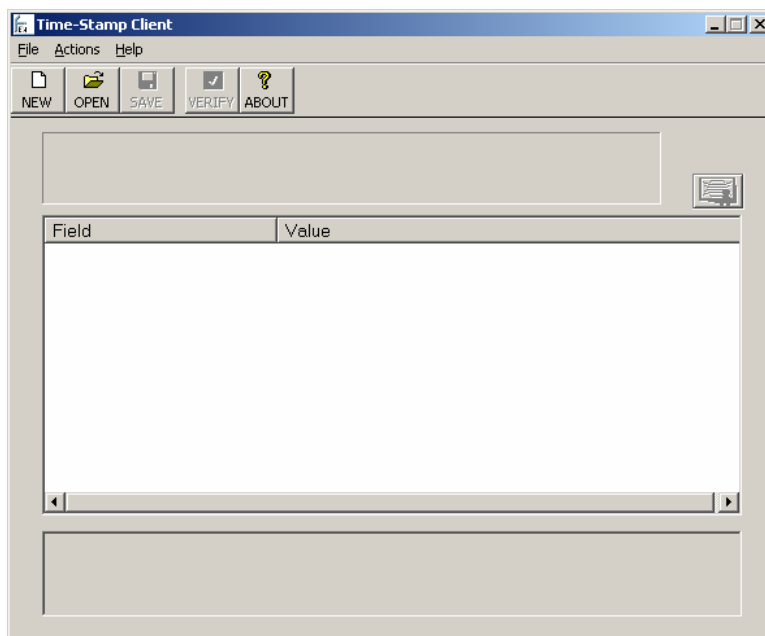 Time-Stamp Client
File Actions Help
NEW OPEN SAVE VERIFY ABOUT
Field Value